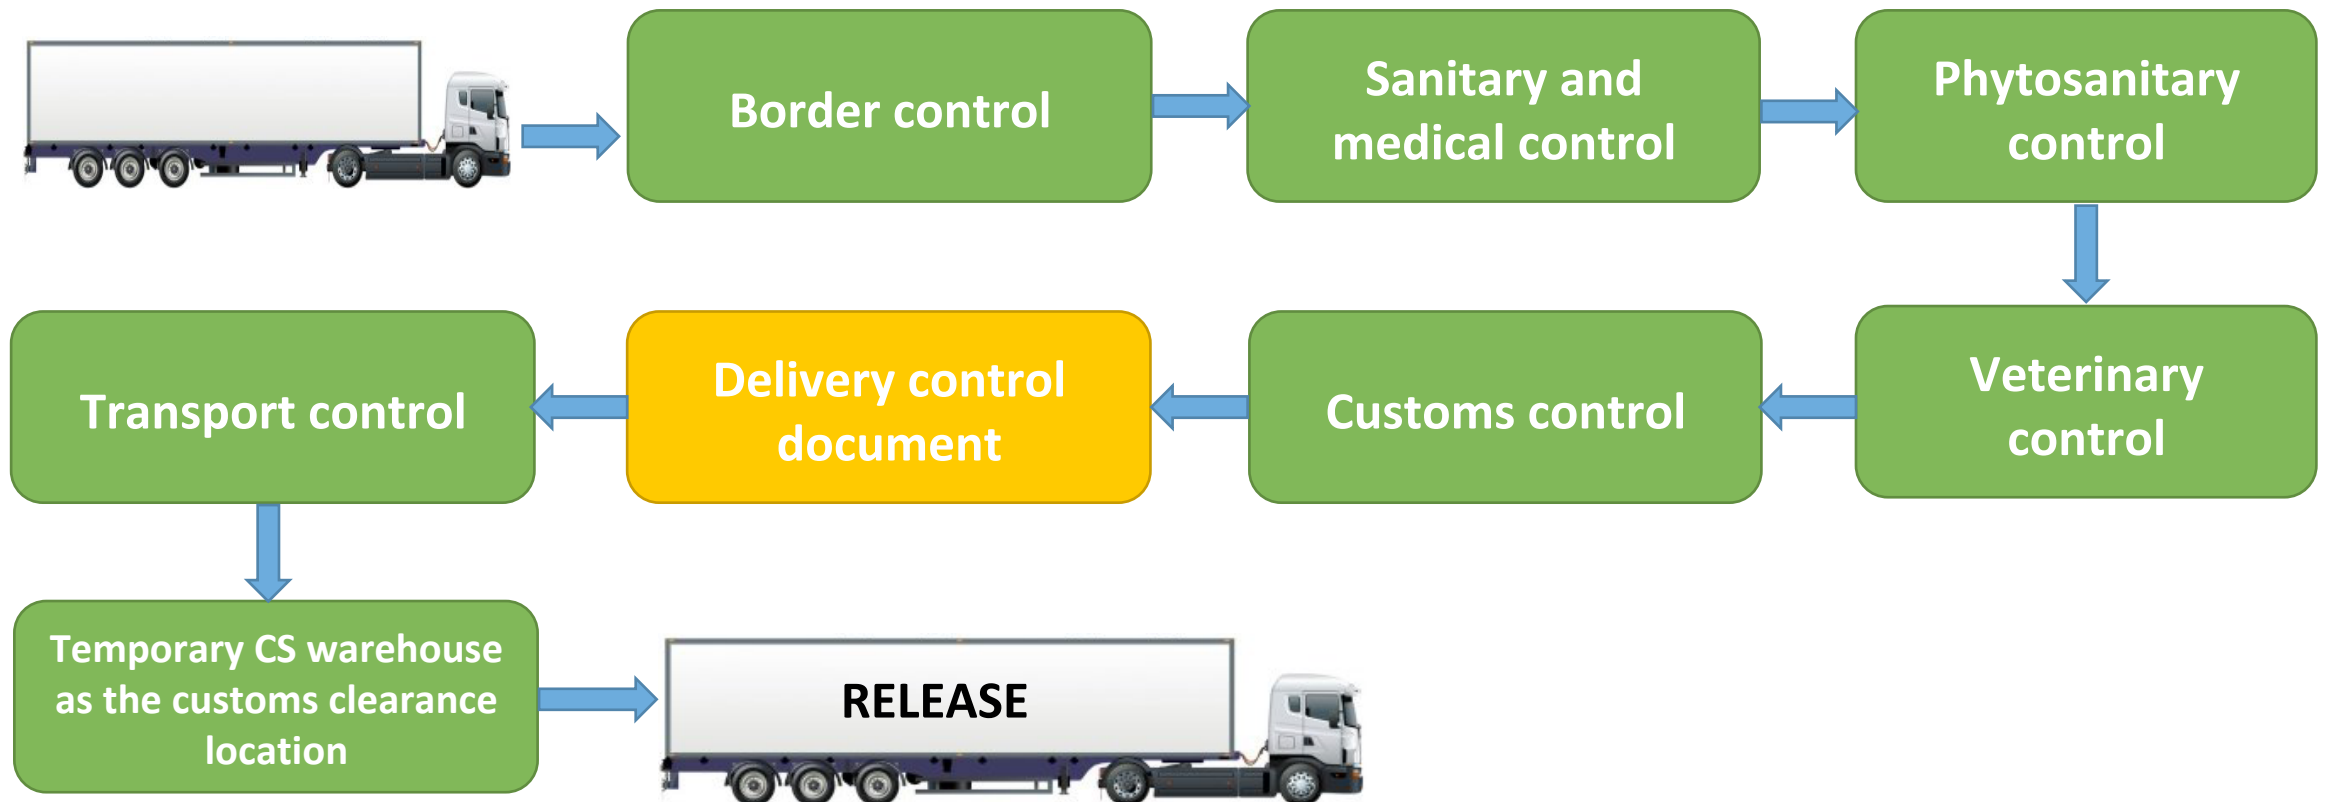 Border control
Sanitary and
medical control
Phytosanitary
control
Veterinary
control
Customs control
Delivery control
document
Transport control
Temporary CS warehouse
as the customs clearance
location
RELEASE